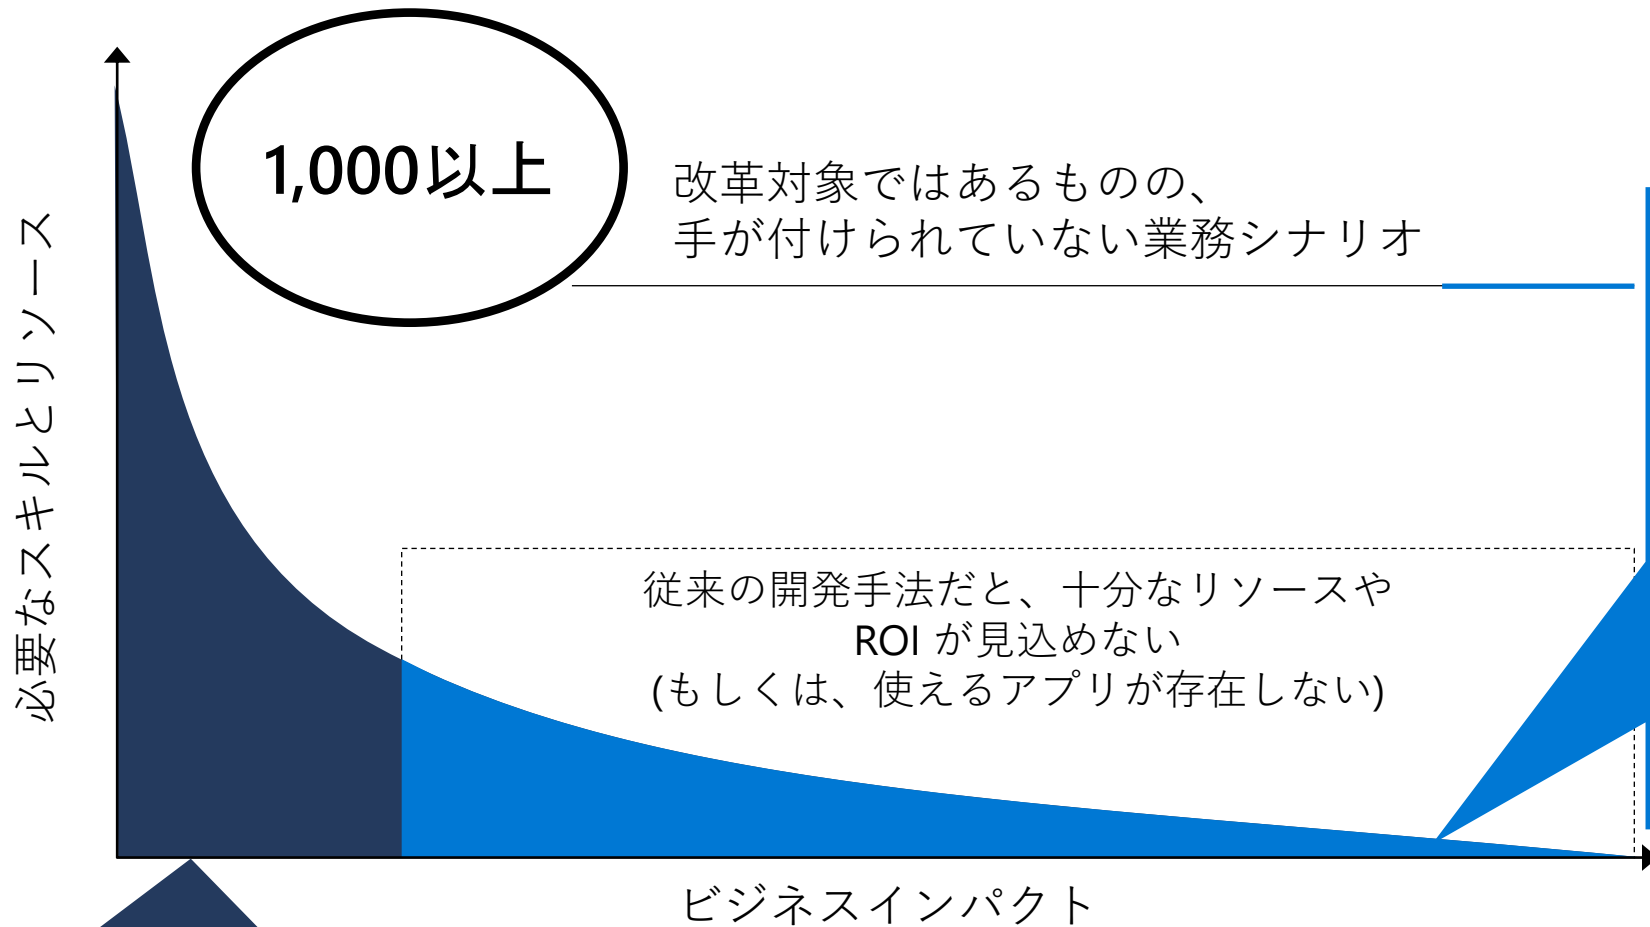 1,000以上
改革対象ではあるものの、
手が付けられていない業務シナリオ
必要なスキルとリソース
従来の開発手法だと、十分なリソースや
ROI が見込めない
(もしくは、使えるアプリが存在しない)
ビジネスインパクト